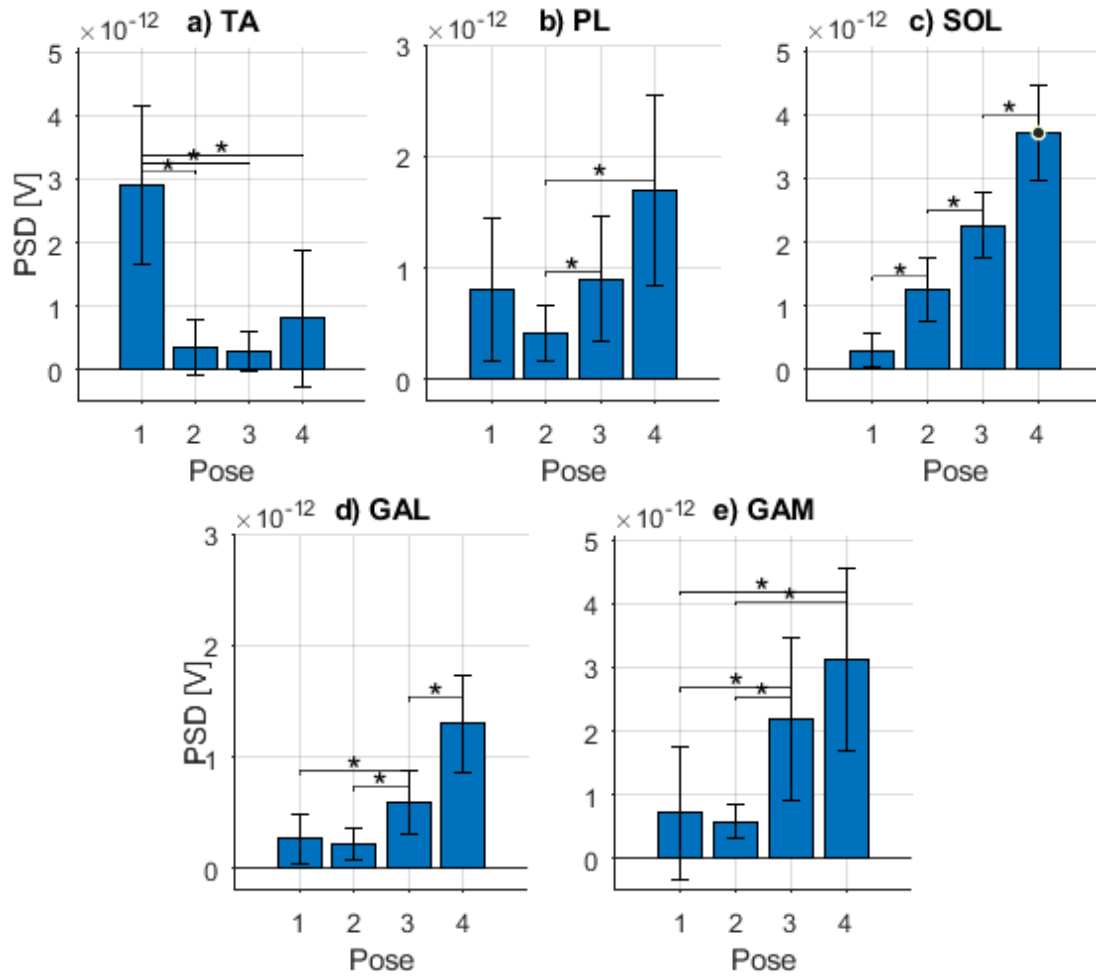 ×10-12 a) TA
5
4
3
2
1
0
PSD [V]
* * *
1 2 3 4
Pose
×10-12 b) PL
3
2
1
0
*
*
1 2 3 4
Pose
×10-12 c) SOL
5
4
3
2
1
0
*
*
*
1 2 3 4
Pose
×10-12 d) GAL
3
2
1
0
PSD [V]
*
*
*
1 2 3 4
Pose
×10-12 e) GAM
5
4
3
2
1
0
*
*
*
*
1 2 3 4
Pose